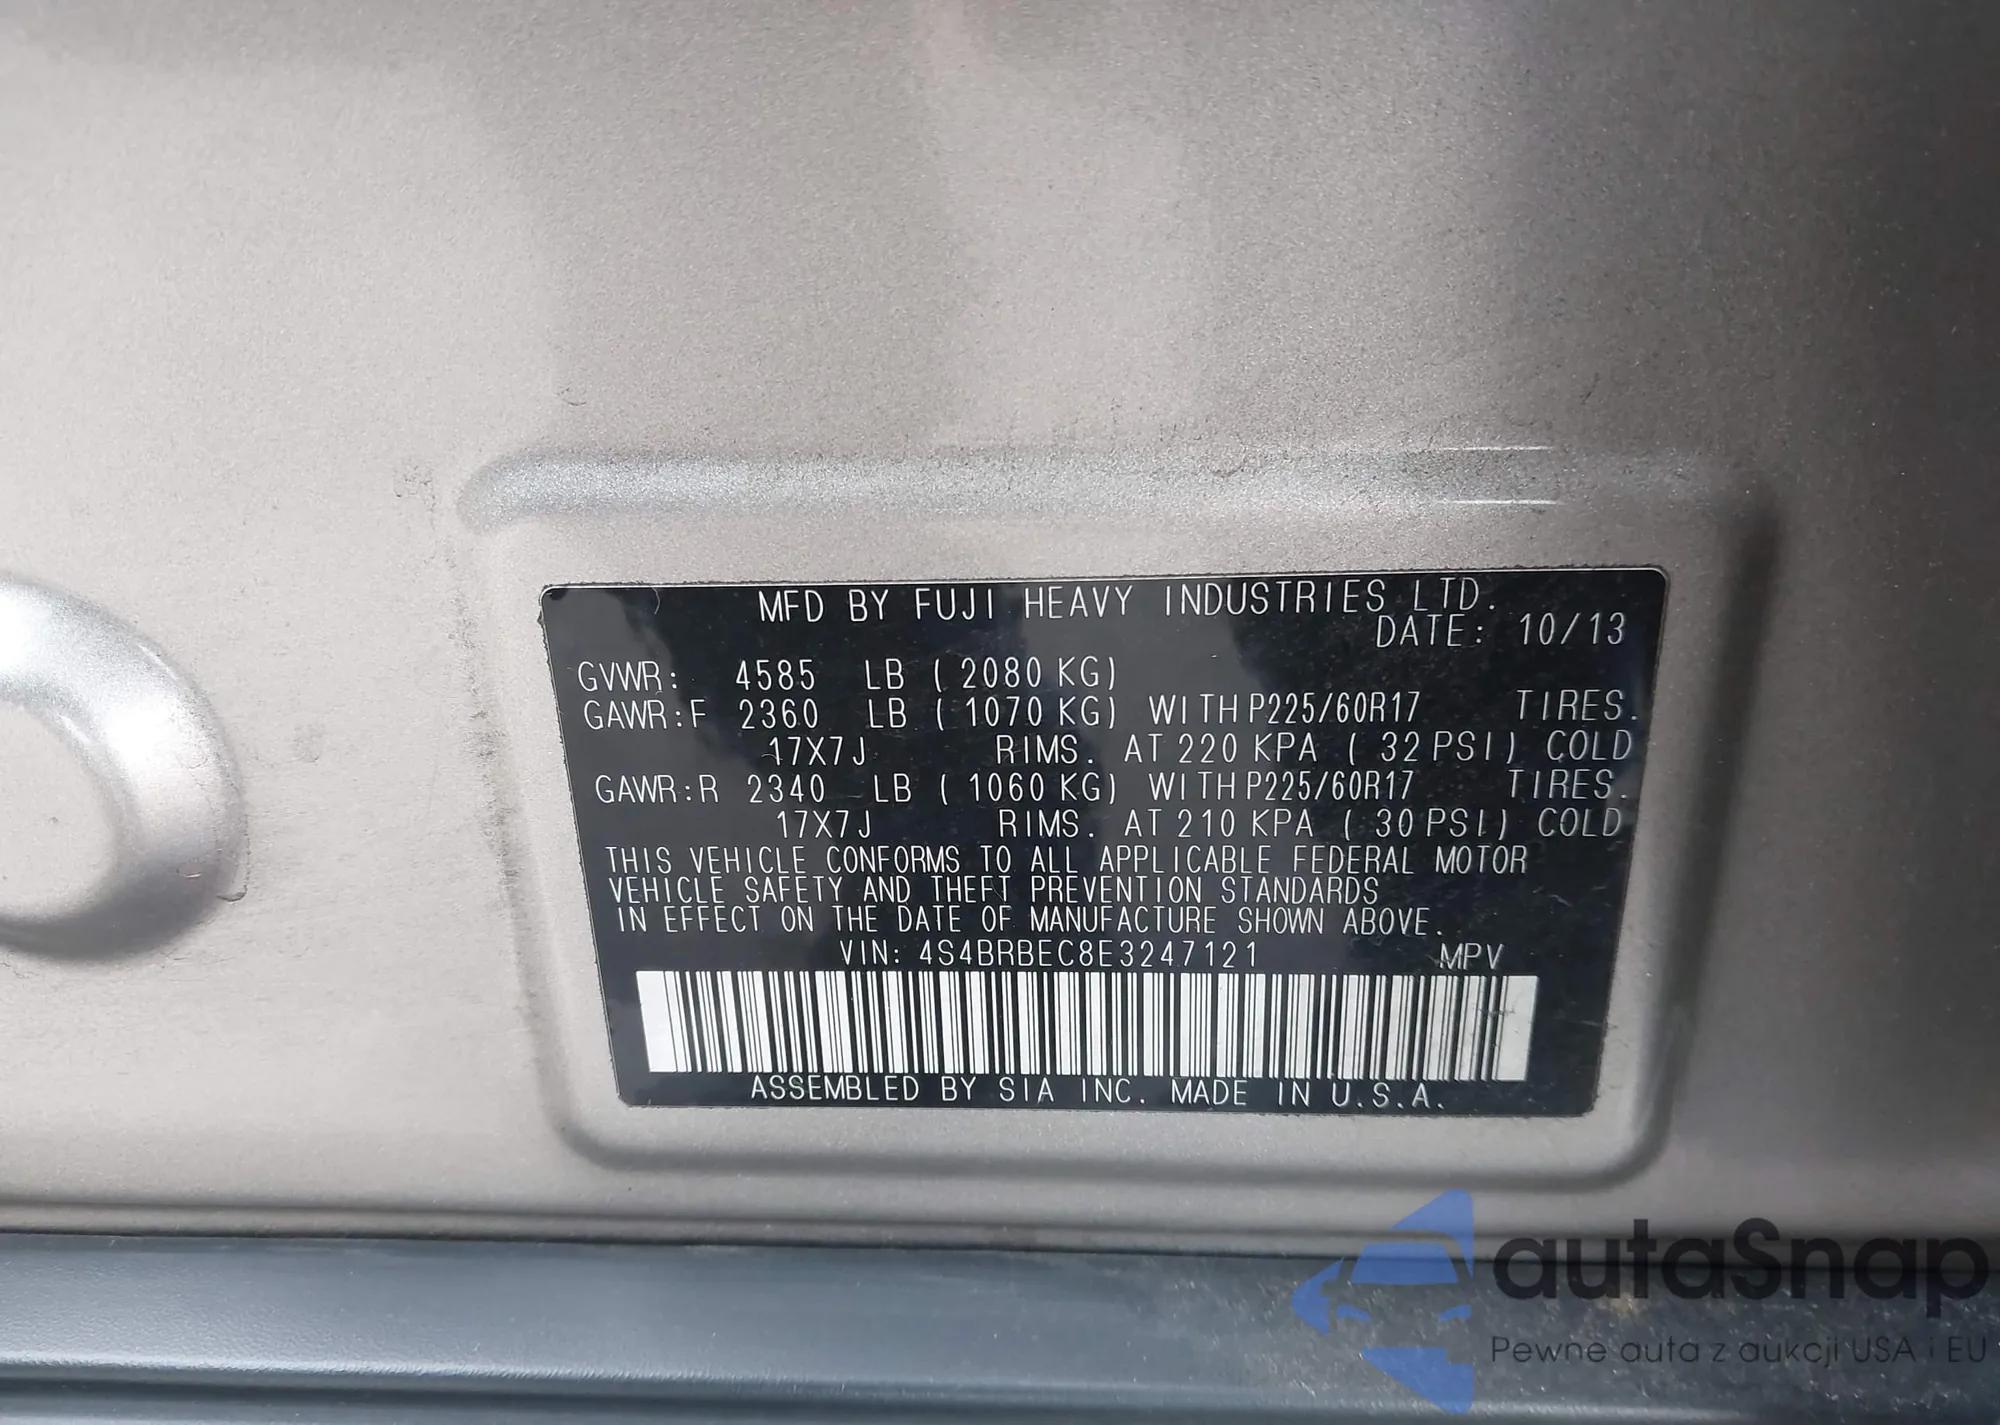 MFD BY FUJI HEAVY INDUSTRIES LTD.
DATE: 10/13
GVWR: 4585 LB ( 2080 KG)
GAWR:F 2360 LB ( 1070 KG) WITH P225/60R17 TIRES.
17X7J RIMS. AT 220 KPA ( 32 PSI) COLD
GAWR:R 2340 LB ( 1060 KG) WITH P225/60R17 TIRES.
17X7J RIMS. AT 210 KPA ( 30 PSI) COLD
THIS VEHICLE CONFORMS TO ALL APPLICABLE FEDERAL MOTOR
VEHICLE SAFETY AND THEFT PREVENTION STANDARDS
IN EFFECT ON THE DATE OF MANUFACTURE SHOWN ABOVE.
VIN: 4S4BRBEC8E3247121 MPV
ASSEMBLED BY SIA INC. MADE IN U.S.A.
autaSnap
Pewne auta z aukcji USA i EU